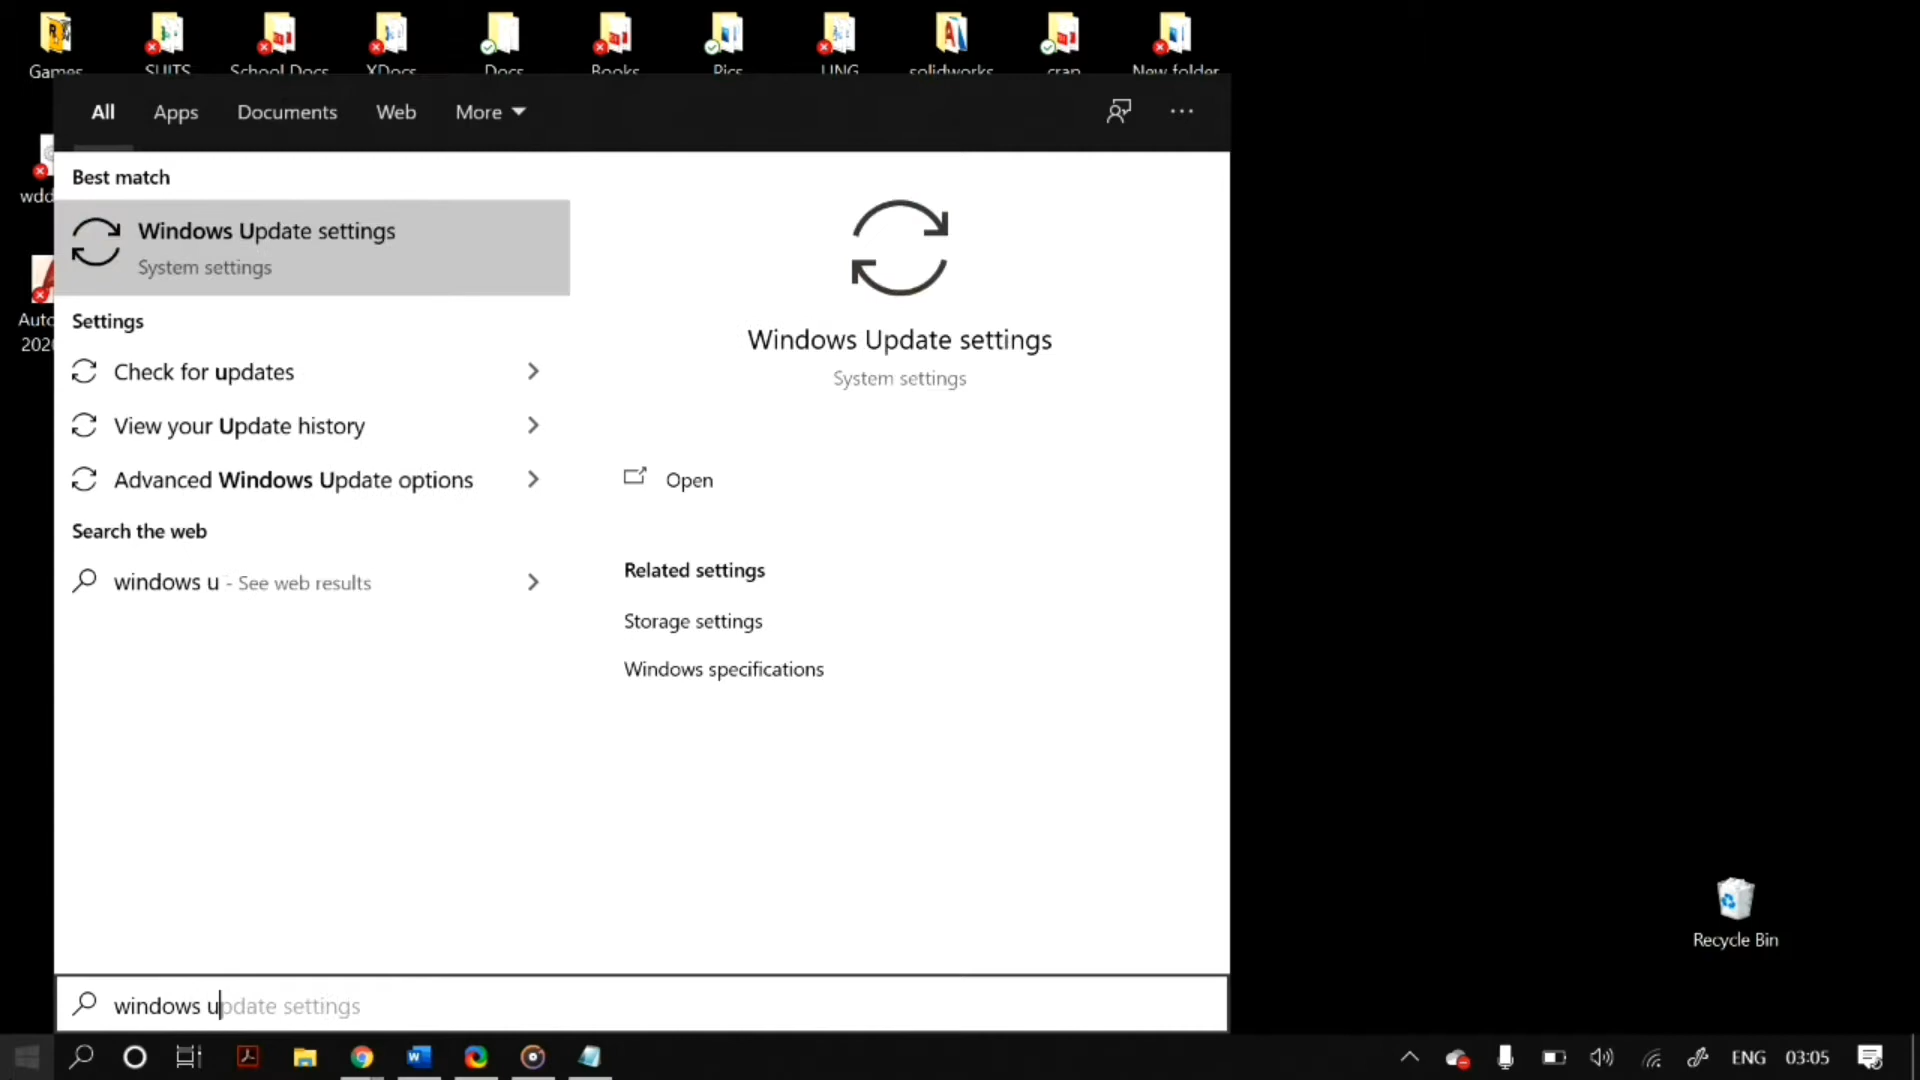 Games SUITS School Docs XDocs Docs Books Pics UNG solidworks crap New folder
All Apps Documents Web More
Best match
wdd
Windows Update settings
System settings
Auto
202
Settings
Check for updates
View your Update history
Advanced Windows Update options
Search the web
windows u - See web results
Windows Update settings
System settings
Open
Related settings
Storage settings
Windows specifications
Recycle Bin
windows update settings
ENG 03:05